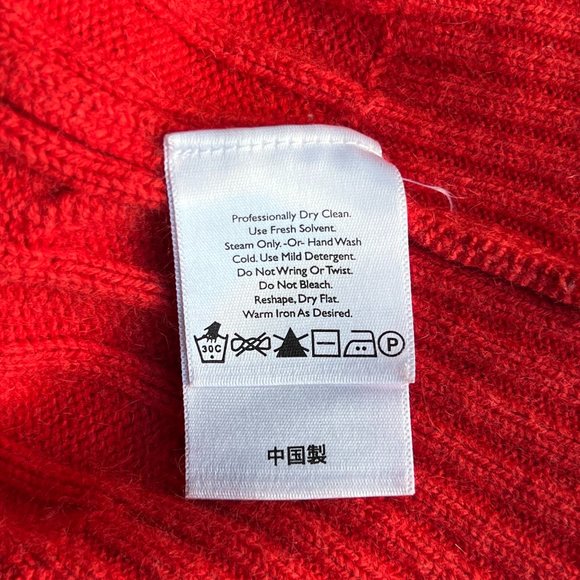 Professionally Dry Clean.
Use Fresh Solvent.
Steam Only. -Or- Hand Wash
Cold. Use Mild Detergent.
Do Not Wring Or Twist.
Do Not Bleach.
Reshape, Dry Flat.
Warm Iron As Desired.
30C P
中国製